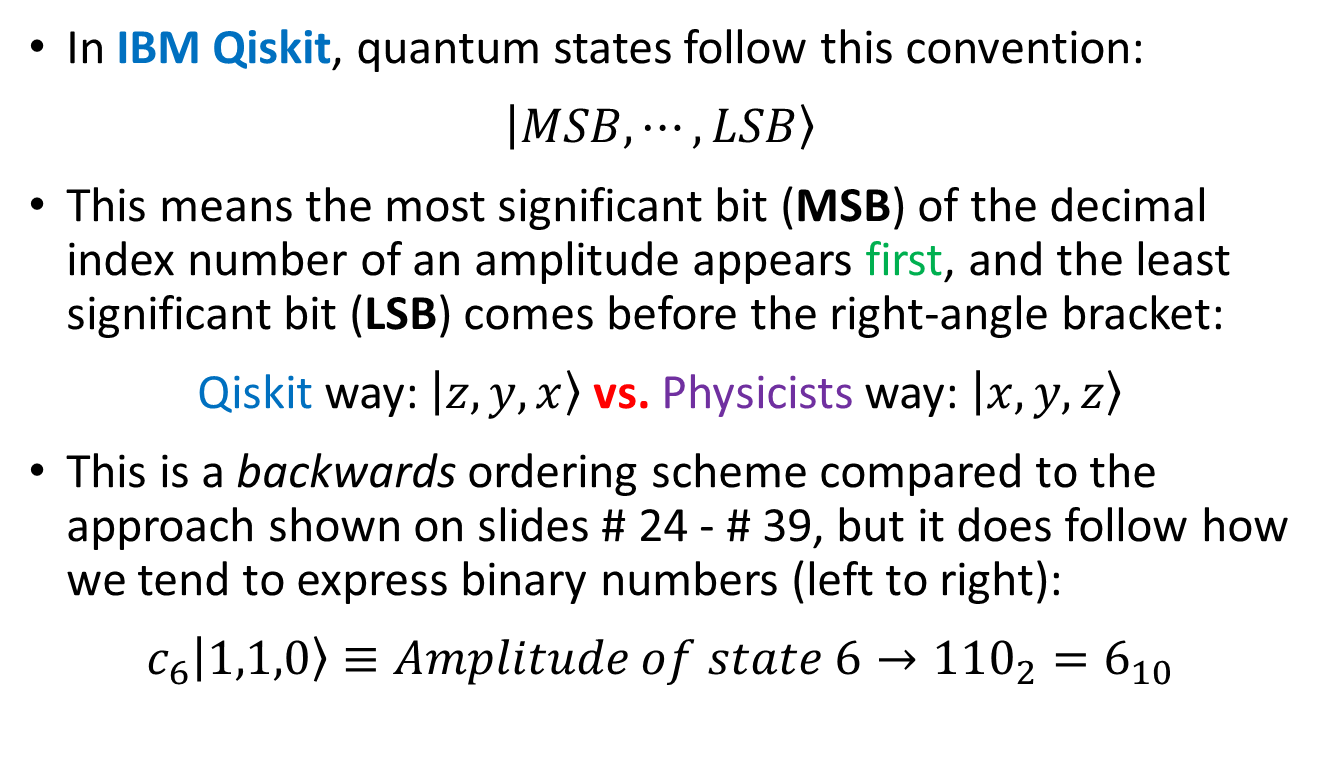 • In IBM Qiskit, quantum states follow this convention:
|MSB, ⋯ , LSB⟩
• This means the most significant bit (MSB) of the decimal
index number of an amplitude appears first, and the least
significant bit (LSB) comes before the right-angle bracket:
Qiskit way: |z, y, x⟩ vs. Physicists way: |x, y, z⟩
• This is a backwards ordering scheme compared to the
approach shown on slides # 24 - # 39, but it does follow how
we tend to express binary numbers (left to right):
c₆|1,1,0⟩ ≡ Amplitude of state 6 → 110₂ = 6₁₀